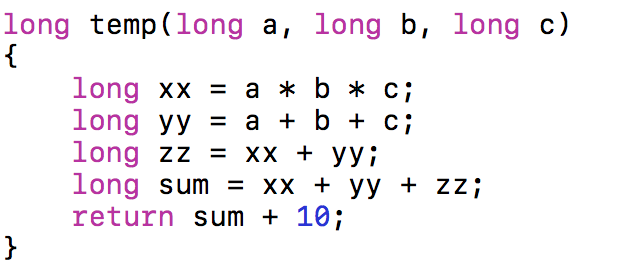 long temp(long a, long b, long c)
{
    long xx = a * b * c;
    long yy = a + b + c;
    long zz = xx + yy;
    long sum = xx + yy + zz;
    return sum + 10;
}